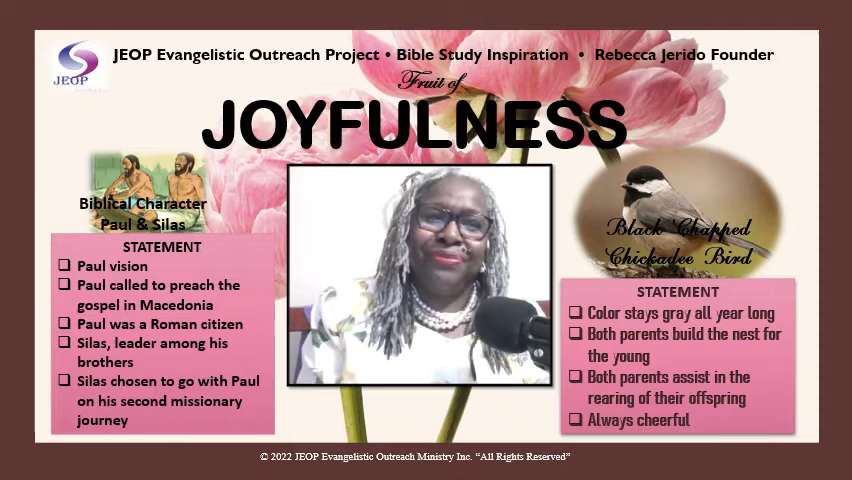 JEOP Evangelistic Outreach Project • Bible Study Inspiration • Rebecca Jerido Founder
JEOP
Fruit of
JOYFULNESS
Biblical Character
Paul & Silas
STATEMENT
Paul vision
Paul called to preach the
gospel in Macedonia
Paul was a Roman citizen
Silas, leader among his
brothers
Silas chosen to go with Paul
on his second missionary
journey
Black Chapped
Chickadee Bird
STATEMENT
Color stays gray all year long
Both parents build the nest for
the young
Both parents assist in the
rearing of their offspring
Always cheerful
© 2022 JEOP Evangelistic Outreach Ministry Inc. “All Rights Reserved”